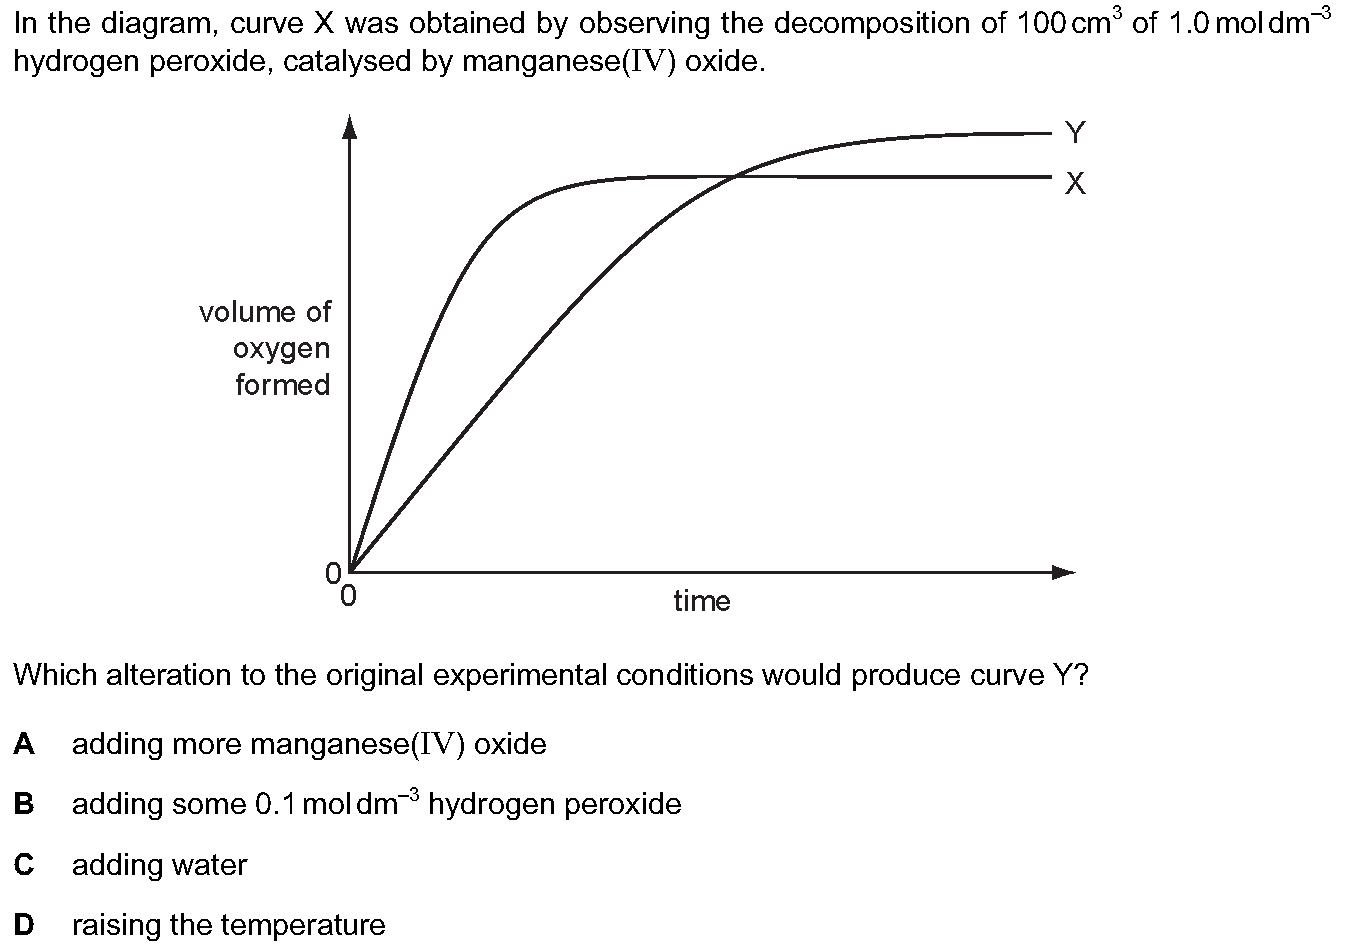 In the diagram, curve X was obtained by observing the decomposition of 100 cm³ of 1.0 mol dm⁻³
hydrogen peroxide, catalysed by manganese(IV) oxide.
Y
X
volume of
oxygen
formed
0
0
time
Which alteration to the original experimental conditions would produce curve Y?
A adding more manganese(IV) oxide
B adding some 0.1 mol dm⁻³ hydrogen peroxide
C adding water
D raising the temperature